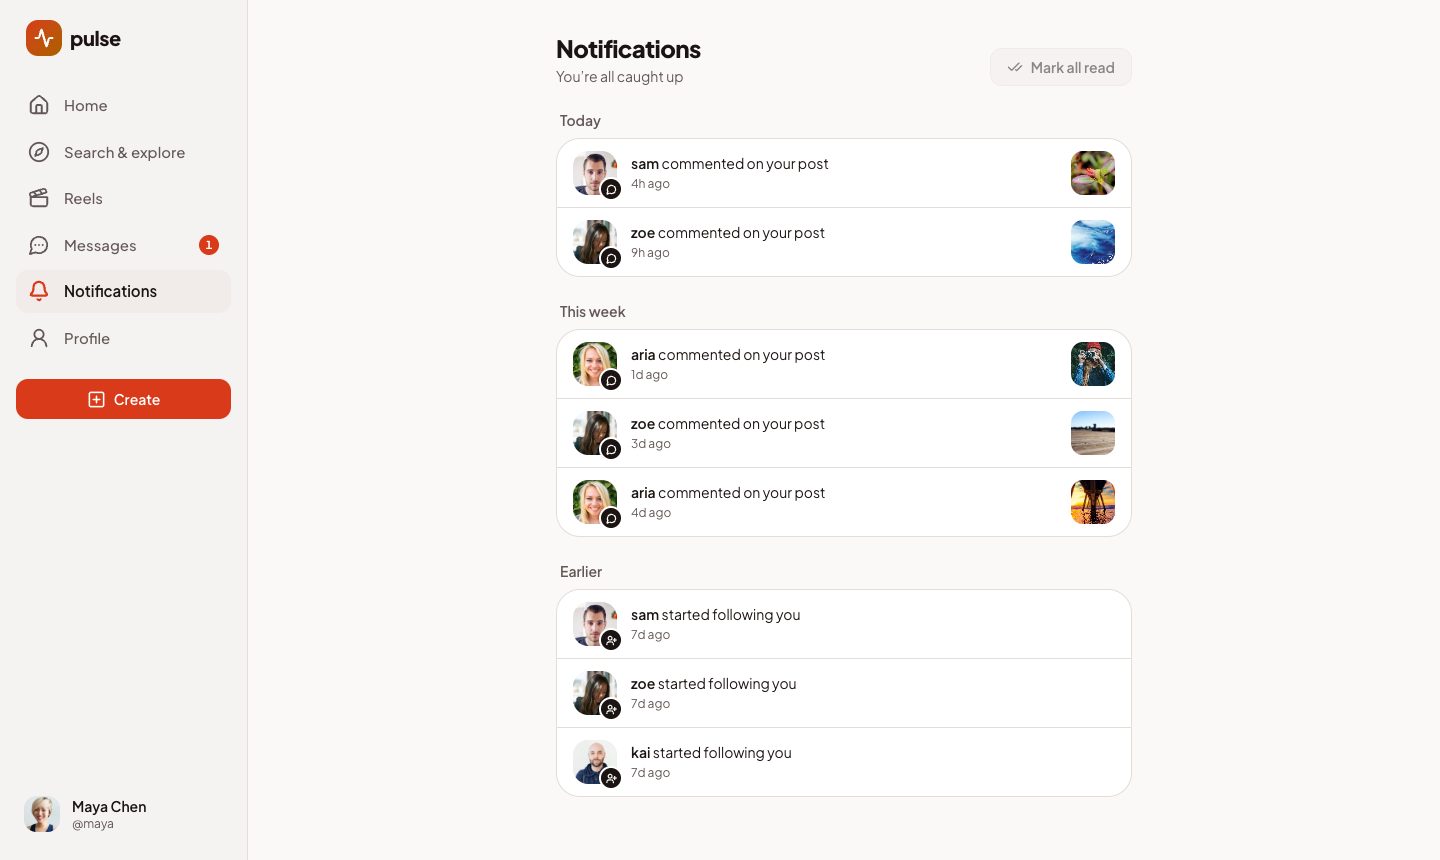 pulse
Home
Search & explore
Reels
Messages
1
Notifications
Profile
Create
Maya Chen
@maya
Notifications
You're all caught up
Mark all read
Today
sam commented on your post
4h ago
zoe commented on your post
9h ago
This week
aria commented on your post
1d ago
zoe commented on your post
3d ago
aria commented on your post
4d ago
Earlier
sam started following you
7d ago
zoe started following you
7d ago
kai started following you
7d ago